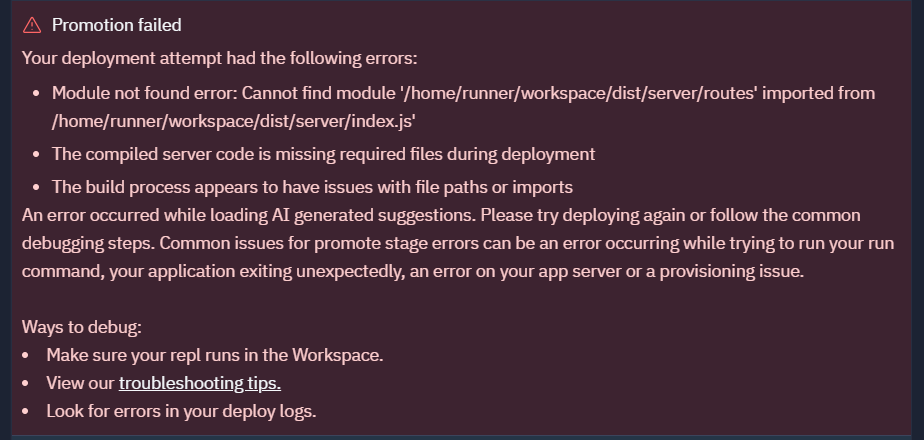 Promotion failed
Your deployment attempt had the following errors:
• Module not found error: Cannot find module '/home/runner/workspace/dist/server/routes' imported from
/home/runner/workspace/dist/server/index.js'
• The compiled server code is missing required files during deployment
• The build process appears to have issues with file paths or imports
An error occurred while loading AI generated suggestions. Please try deploying again or follow the common
debugging steps. Common issues for promote stage errors can be an error occurring while trying to run your run
command, your application exiting unexpectedly, an error on your app server or a provisioning issue.
Ways to debug:
• Make sure your repl runs in the Workspace.
• View our troubleshooting tips.
• Look for errors in your deploy logs.